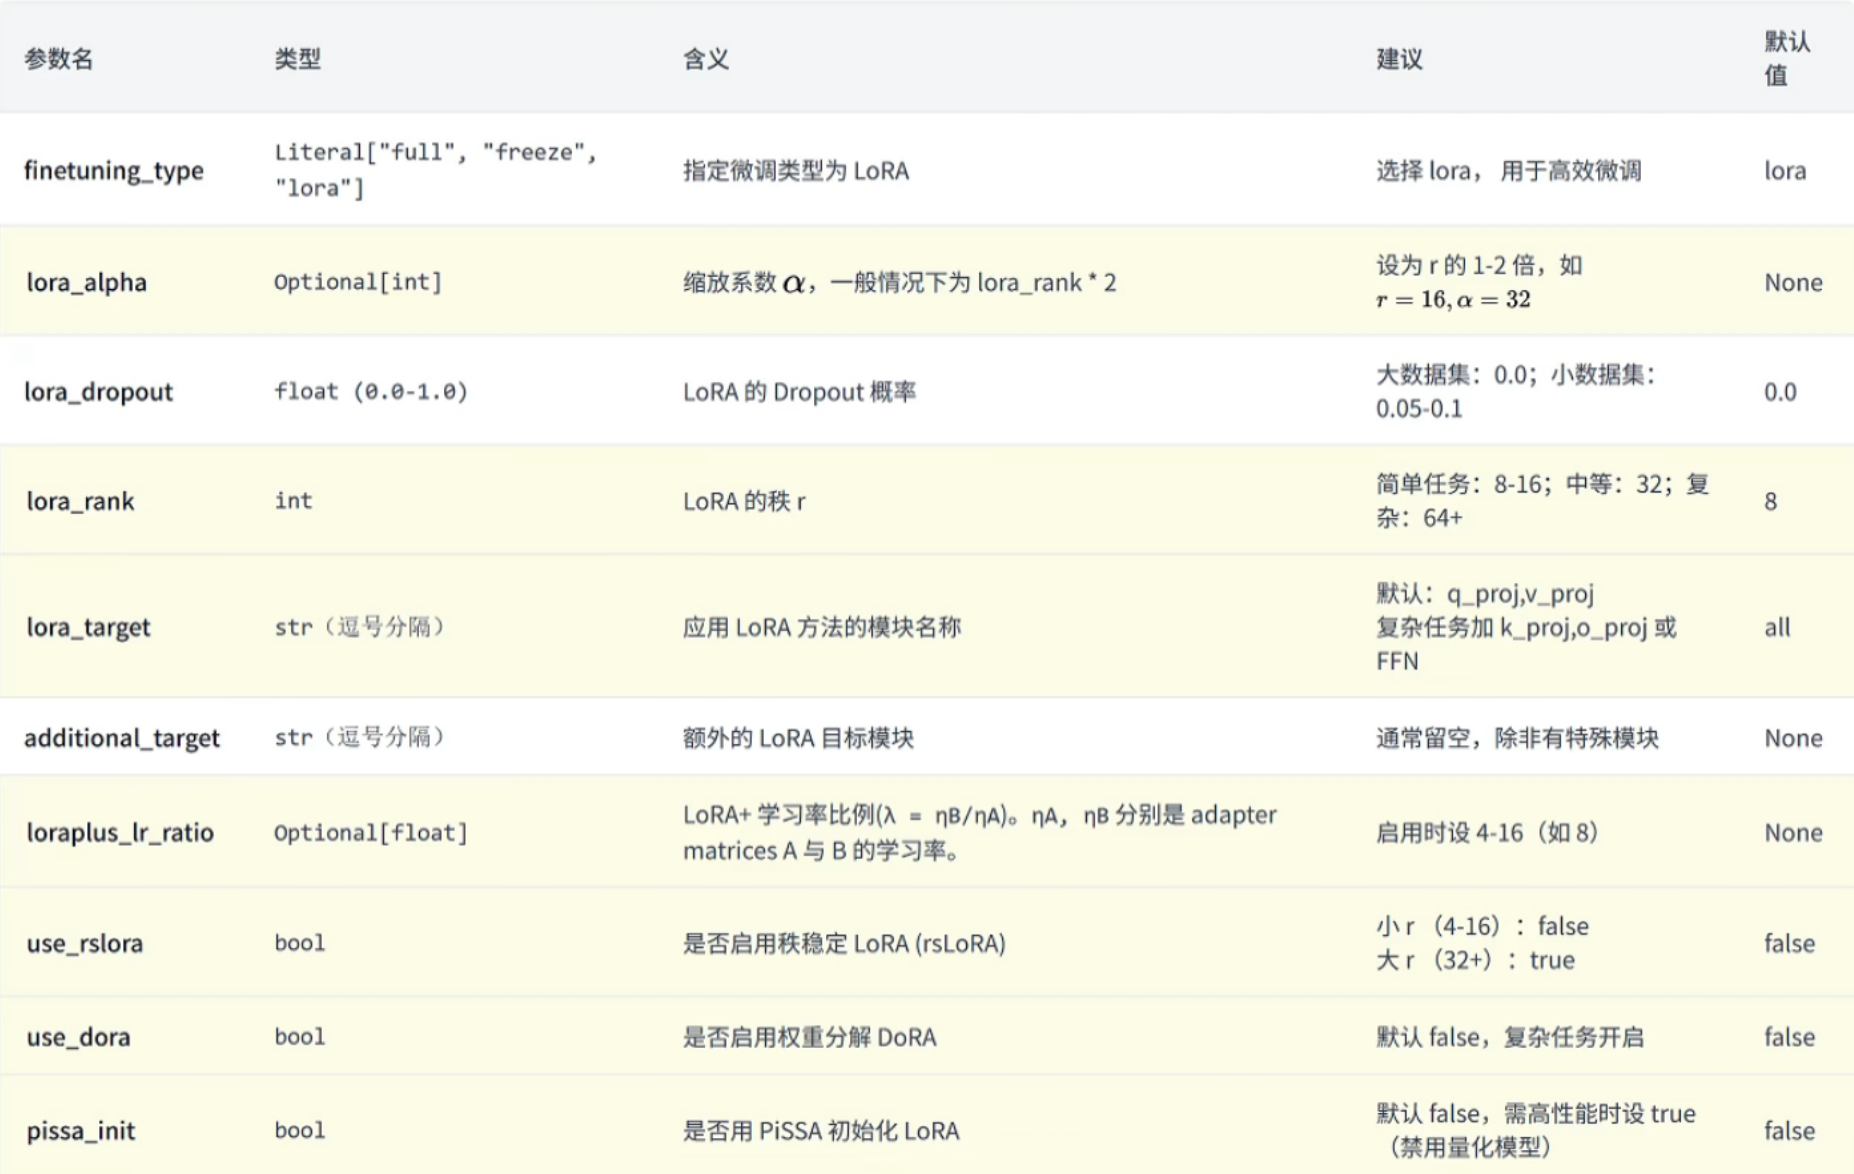 参数名 类型 含义 建议 默认
值
finetuning_type Literal["full", "freeze",
"lora"] 指定微调类型为 LoRA 选择 lora， 用于高效微调 lora
lora_alpha Optional[int] 缩放系数 α，一般情况下为 lora_rank * 2 设为 r 的 1-2 倍，如
r = 16, α = 32 None
lora_dropout float (0.0-1.0) LoRA 的 Dropout 概率 大数据集：0.0；小数据集：
0.05-0.1 0.0
lora_rank int LoRA 的秩 r 简单任务：8-16；中等：32；复
杂：64+ 8
lora_target str（逗号分隔） 应用 LoRA 方法的模块名称 默认：q_proj,v_proj
复杂任务加 k_proj,o_proj 或
FFN all
additional_target str（逗号分隔） 额外的 LoRA 目标模块 通常留空，除非有特殊模块 None
loraplus_lr_ratio Optional[float] LoRA+ 学习率比例(λ = ηB/ηA)。ηA，ηB 分别是 adapter
matrices A 与 B 的学习率。 启用时设 4-16（如 8） None
use_rslora bool 是否启用秩稳定 LoRA (rsLoRA) 小 r （4-16）：false
大 r （32+）：true false
use_dora bool 是否启用权重分解 DoRA 默认 false，复杂任务开启 false
pissa_init bool 是否用 PiSSA 初始化 LoRA 默认 false，需高性能时设 true
（禁用量化模型） false